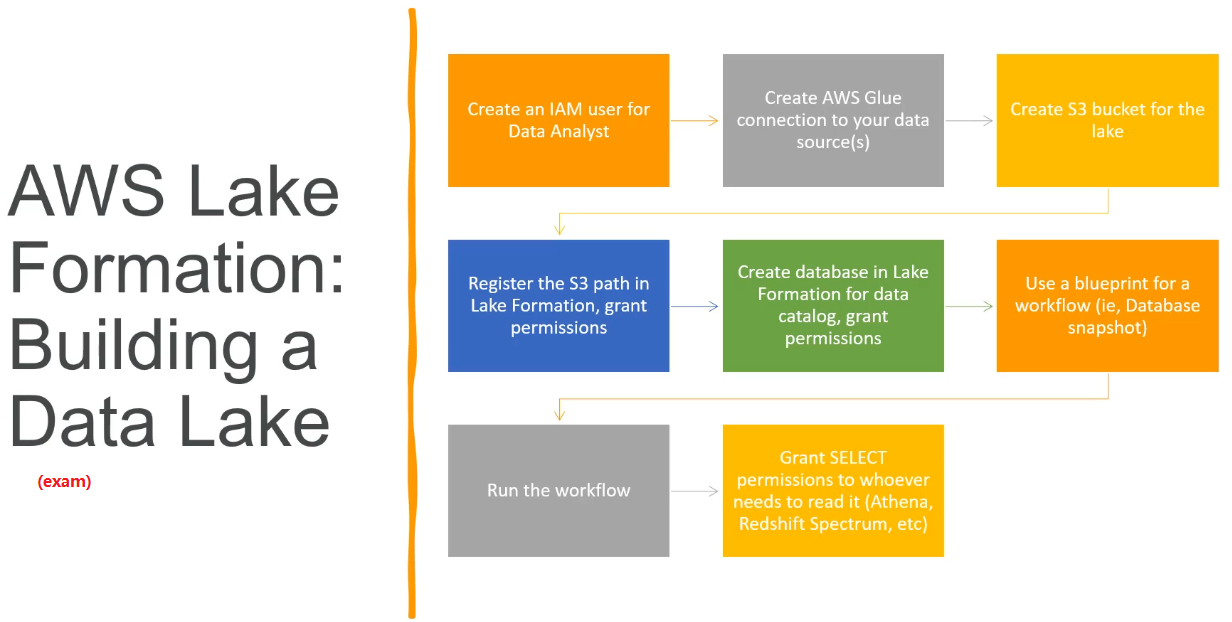 AWS Lake
Formation:
Building a
Data Lake
(exam)
Create an IAM user for
Data Analyst
Create AWS Glue
connection to your data
source(s)
Create S3 bucket for the
lake
Register the S3 path in
Lake Formation, grant
permissions
Create database in Lake
Formation for data
catalog, grant
permissions
Use a blueprint for a
workflow (ie, Database
snapshot)
Run the workflow
Grant SELECT
permissions to whoever
needs to read it (Athena,
Redshift Spectrum, etc)